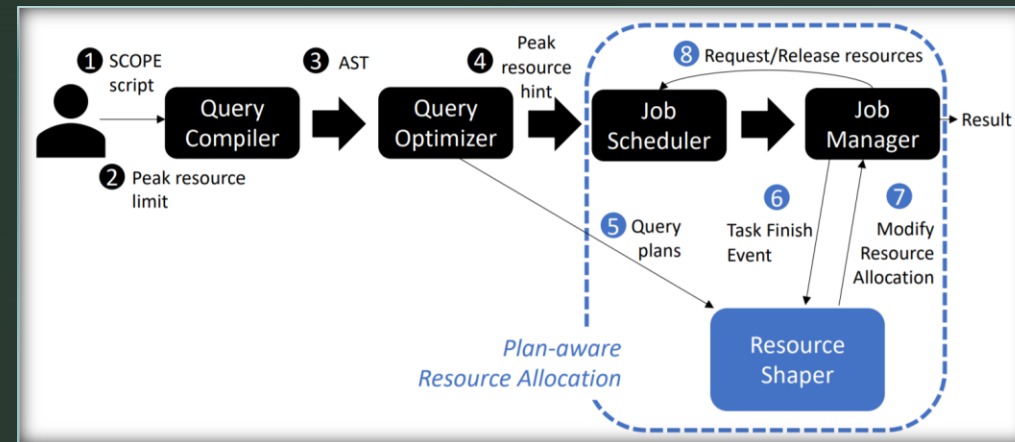 1 SCOPE
script
2 Peak resource
limit
Query
Compiler
3 AST
Query
Optimizer
4 Peak
resource
hint
Job
Scheduler
8 Request/Release resources
Job
Manager
Result
5 Query
plans
6
Task Finish
Event
7
Modify
Resource
Allocation
Resource
Shaper
Plan-aware
Resource Allocation